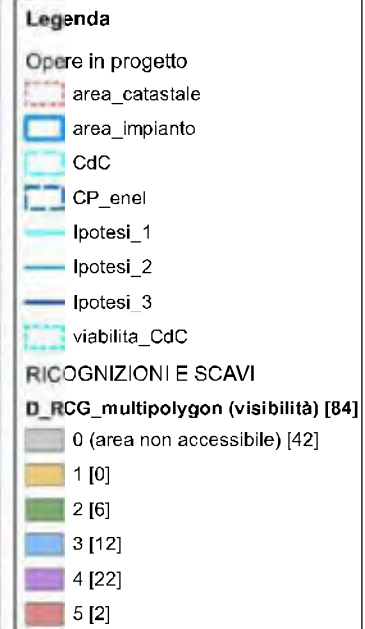 Legenda
Opere in progetto
area_catastale
area_impianto
CdC
CP_enel
Ipotesi_1
Ipotesi_2
Ipotesi_3
viabilita_CdC
RICOGNIZIONI E SCAVI
D_RCG_multipolygon (visibilità) [84]
0 (area non accessibile) [42]
1 [0]
2 [6]
3 [12]
4 [22]
5 [2]